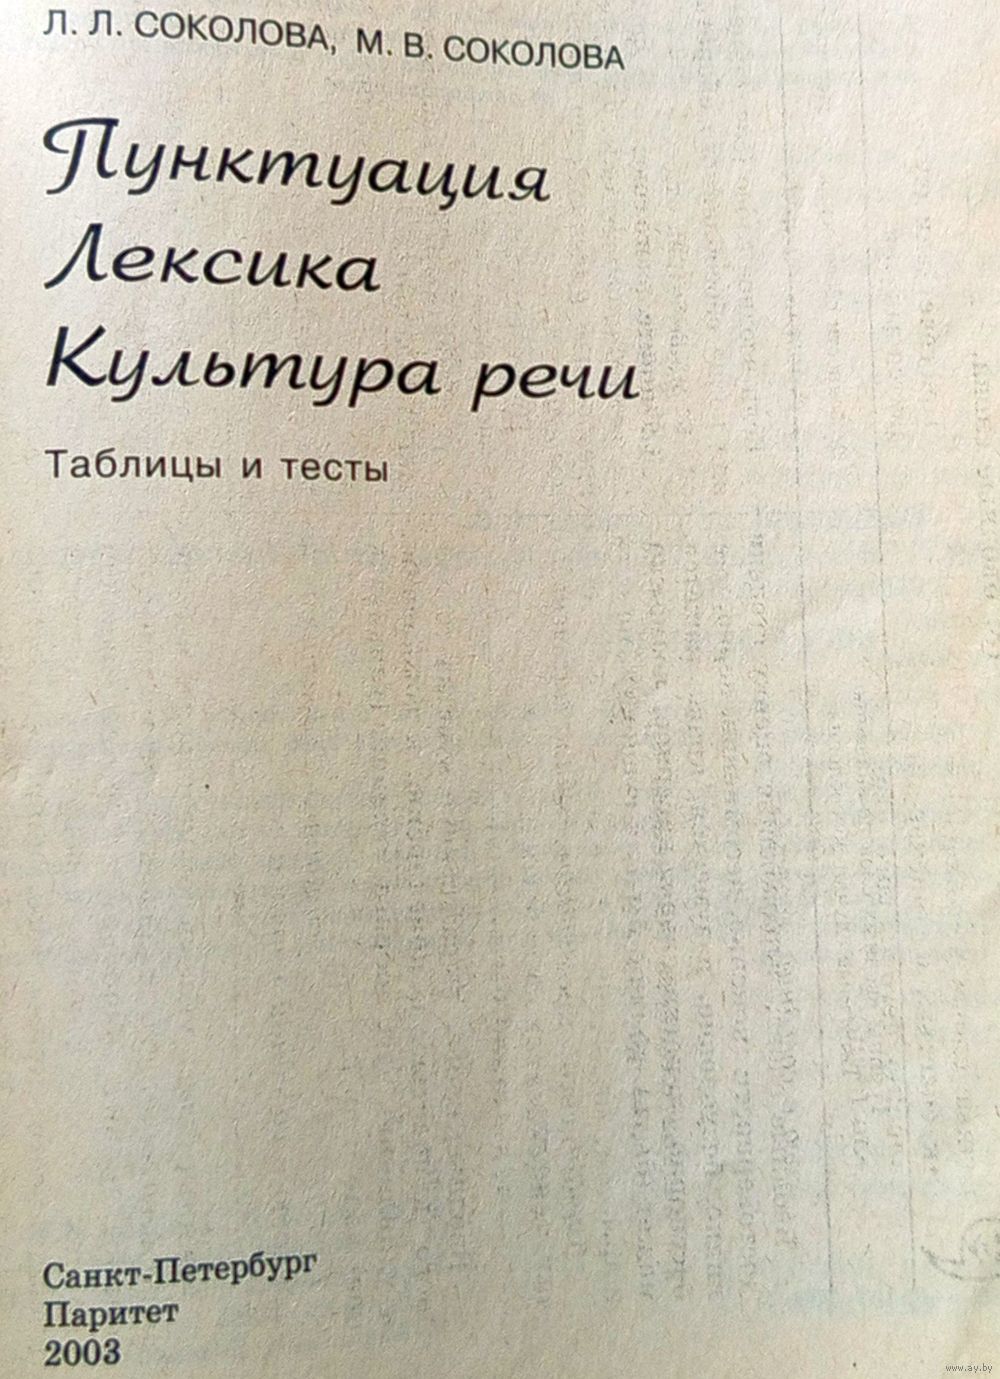 Л. Л. СОКОЛОВА, М. В. СОКОЛОВА
Пунктуация
Лексика
Культура речи
Таблицы и тесты
Санкт-Петербург
Паритет
2003
www.ay.by